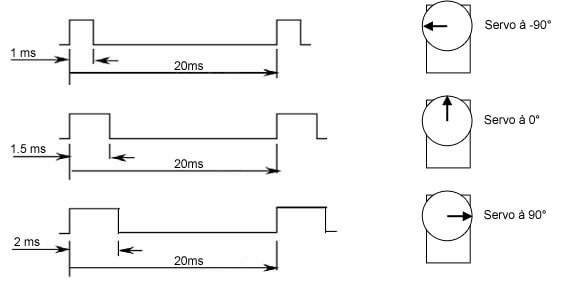 Servo à -90°
1 ms
20ms
Servo à 0°
1.5 ms
20ms
Servo à 90°
2 ms
20ms